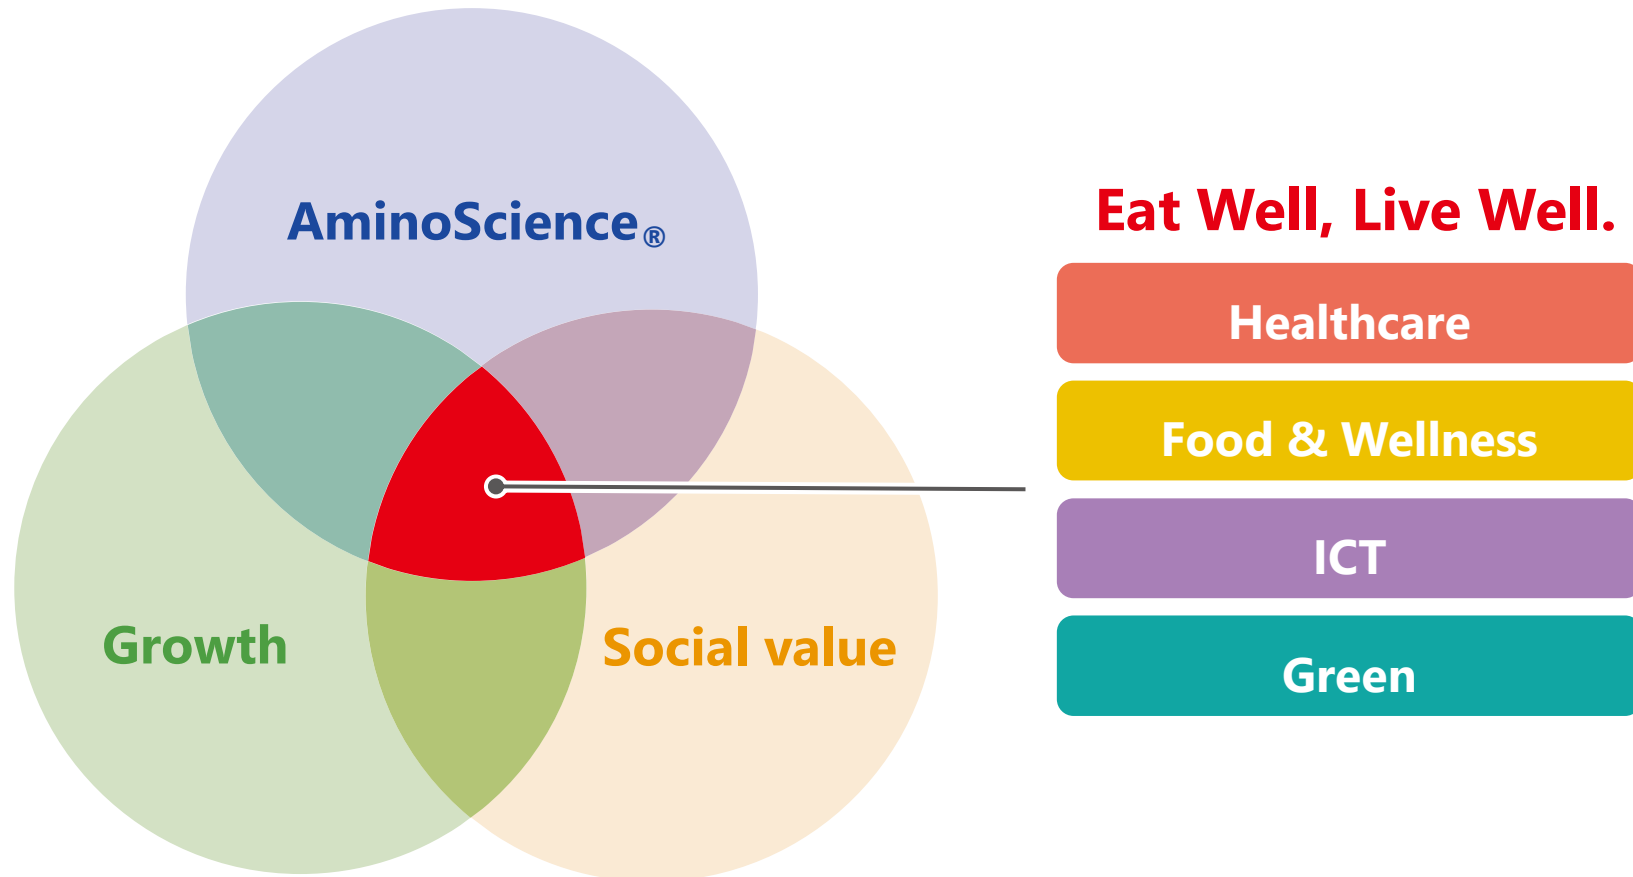 AminoScience®
Growth
Social value
Eat Well, Live Well.
Healthcare
Food & Wellness
ICT
Green